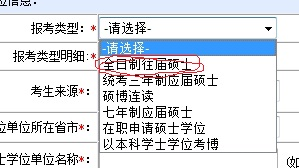 位信息:
报考类型:* -请选择-
-请选择-
报考类型明细:*
全日制往届硕士
统考三年制应届硕士
考生来源* 硕博连读
七年制应届硕士
位单位所在省市* 在职申请硕士学位
以本科学士学位考博
士学位单位名称*